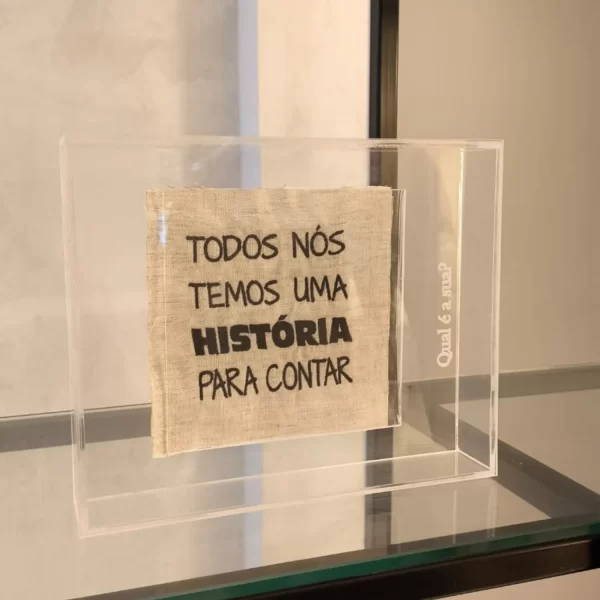 TODOS NÓS
TEMOS UMA
HISTÓRIA
PARA CONTAR
Qual é a sua?